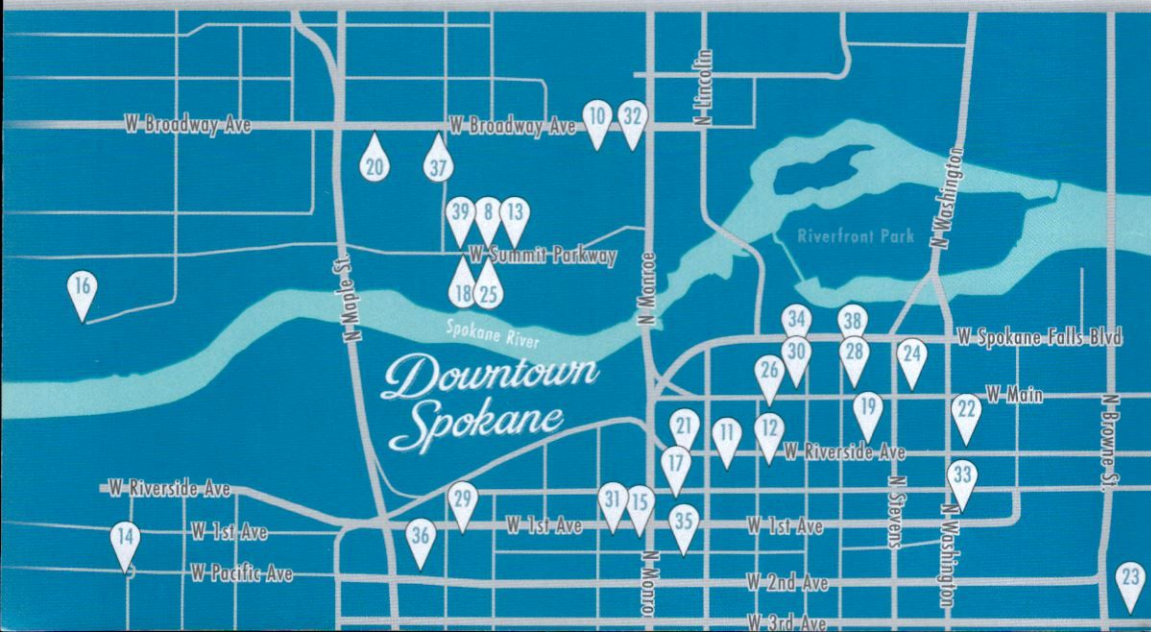 N Lincolin
10
32
W Broadway Ave
W Broadway Ave
20
37
N Washington
39
8
13
Riverfront Park
W Summit Parkway
16
18
25
N Maple St.
N Monroe
34
38
Spokane River
W Spokane Falls Blvd
30
28
24
26
Downtown
Spokane
W Main
19
22
N Browne St.
21
11
12
W Riverside Ave
17
33
W Riverside Ave
N Stevens
29
31
15
W 1st Ave
W 1st Ave
35
W 1st Ave
14
36
N Washington
W Pacific Ave
N Monro
W 2nd Ave
23
W 3rd Ave